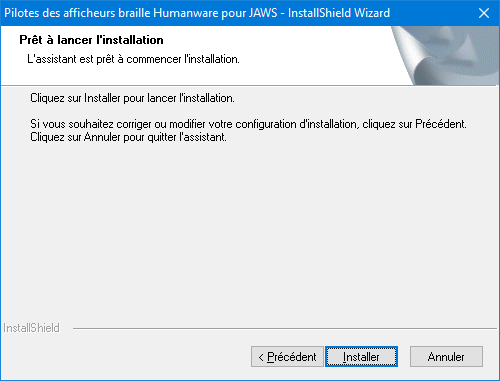 Pilotes des afficheurs braille Humanware pour JAWS - InstallShield Wizard
Prêt à lancer l'installation
L'assistant est prêt à commencer l'installation.
Cliquez sur Installer pour lancer l'installation.
Si vous souhaitez corriger ou modifier votre configuration d'installation, cliquez sur Précédent.
Cliquez sur Annuler pour quitter l'assistant.
InstallShield
< Précédent Installer Annuler